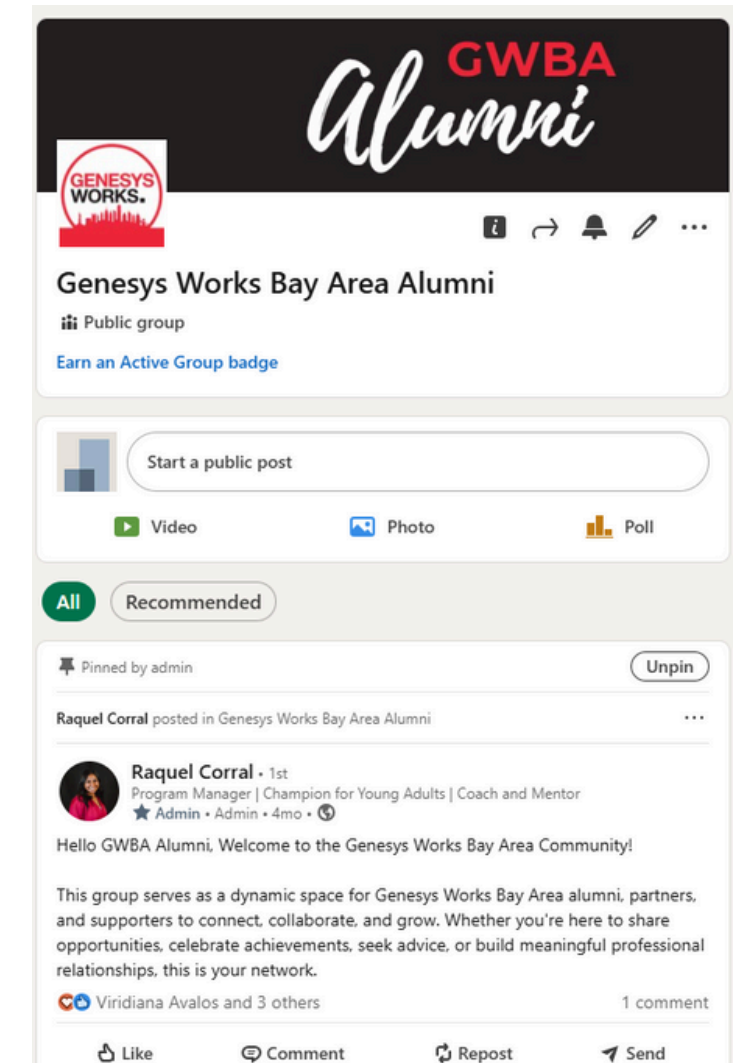 GWBA
Alumni
GENESYS
WORKS.
Genesys Works Bay Area Alumni
Public group
Earn an Active Group badge
Start a public post
Video Photo Poll
All Recommended
Pinned by admin Unpin
Raquel Corral posted in Genesys Works Bay Area Alumni
Raquel Corral • 1st
Program Manager | Champion for Young Adults | Coach and Mentor
Admin • Admin • 4mo •
Hello GWBA Alumni, Welcome to the Genesys Works Bay Area Community!
This group serves as a dynamic space for Genesys Works Bay Area alumni, partners,
and supporters to connect, collaborate, and grow. Whether you're here to share
opportunities, celebrate achievements, seek advice, or build meaningful professional
relationships, this is your network.
Viridiana Avalos and 3 others 1 comment
Like Comment Repost Send